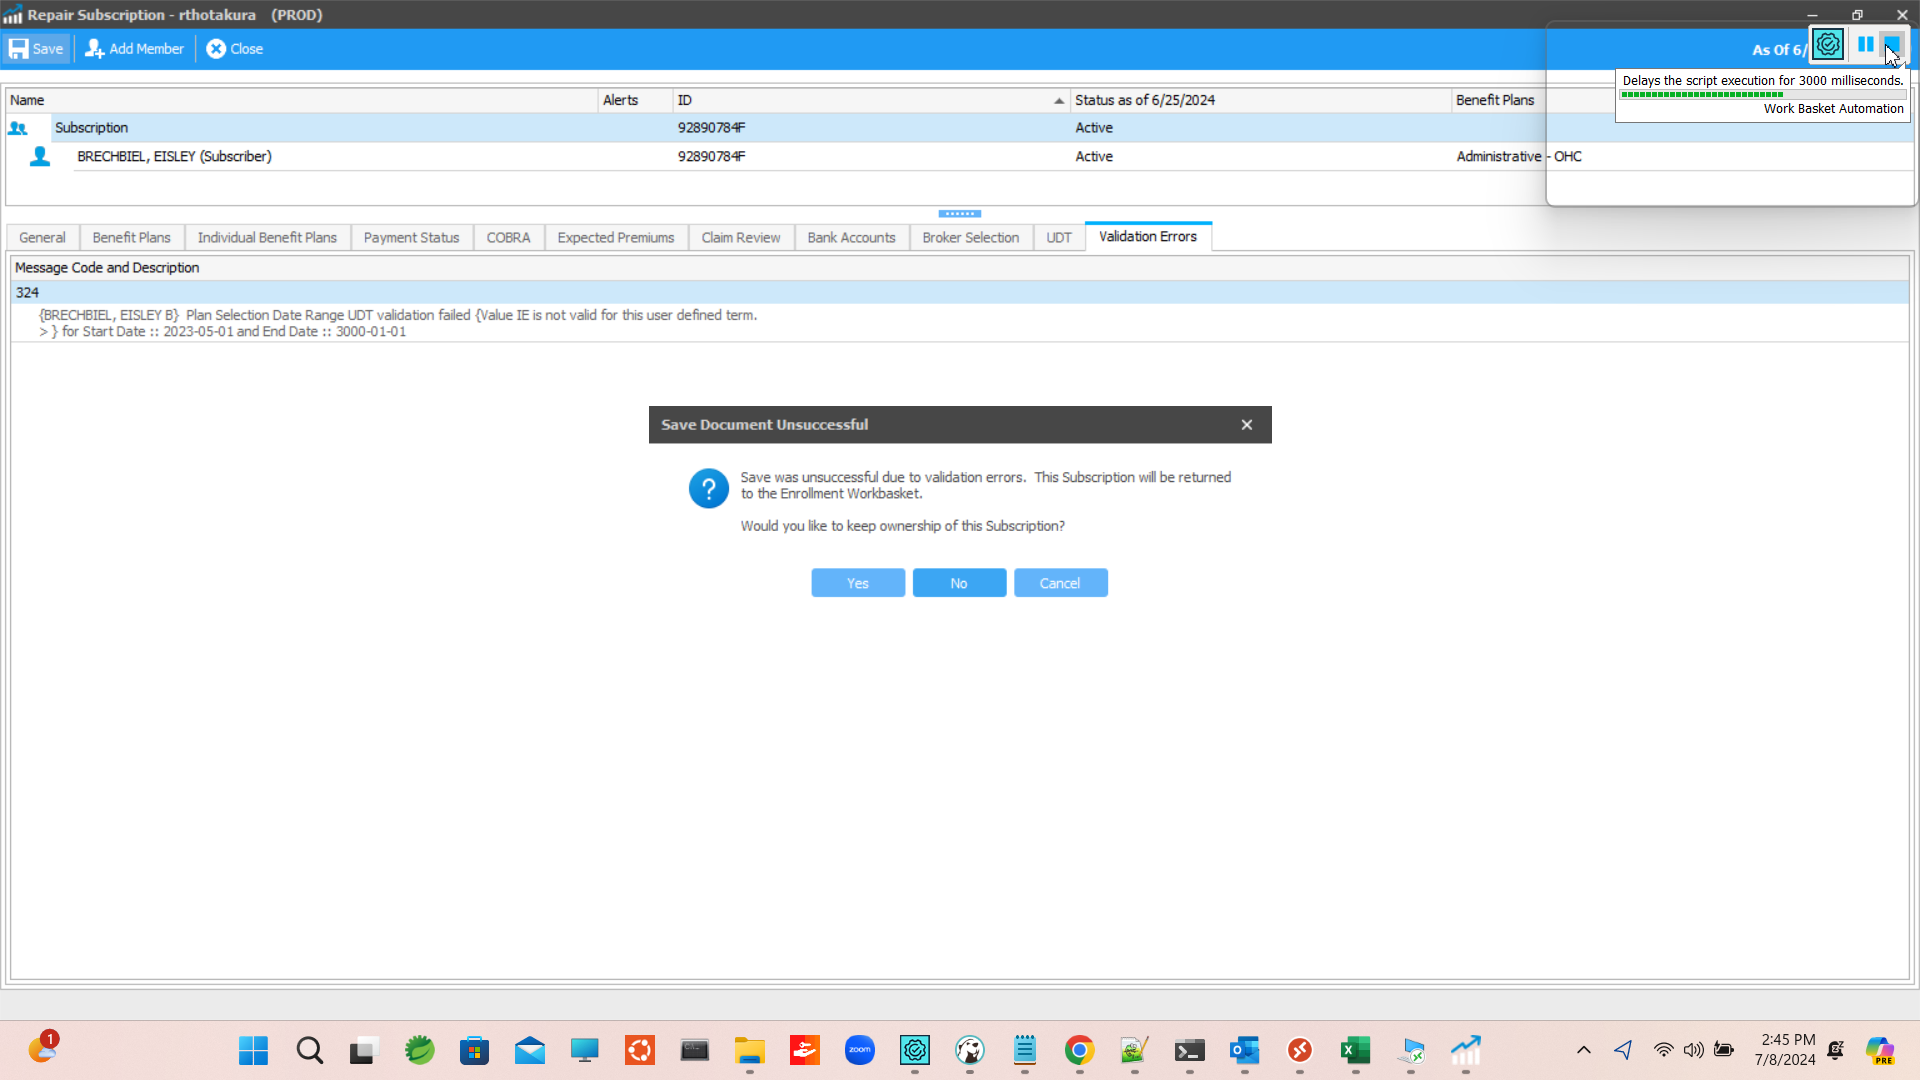 Repair Subscription - rthotakura (PROD)
Save Add Member Close As Of 6/
Delays the script execution for 3000 milliseconds.
Work Basket Automation
Name Alerts ID Status as of 6/25/2024 Benefit Plans
Subscription 92890784F Active
BRECHBIEL, EISLEY (Subscriber) 92890784F Active Administrative - OHC
General Benefit Plans Individual Benefit Plans Payment Status COBRA Expected Premiums Claim Review Bank Accounts Broker Selection UDT Validation Errors
Message Code and Description
324
{BRECHBIEL, EISLEY B} Plan Selection Date Range UDT validation failed {Value IE is not valid for this user defined term.
> } for Start Date :: 2023-05-01 and End Date :: 3000-01-01
Save Document Unsuccessful
Save was unsuccessful due to validation errors. This Subscription will be returned
to the Enrollment Workbasket.
Would you like to keep ownership of this Subscription?
Yes No Cancel
1
zoom
2:45 PM
7/8/2024
PRE